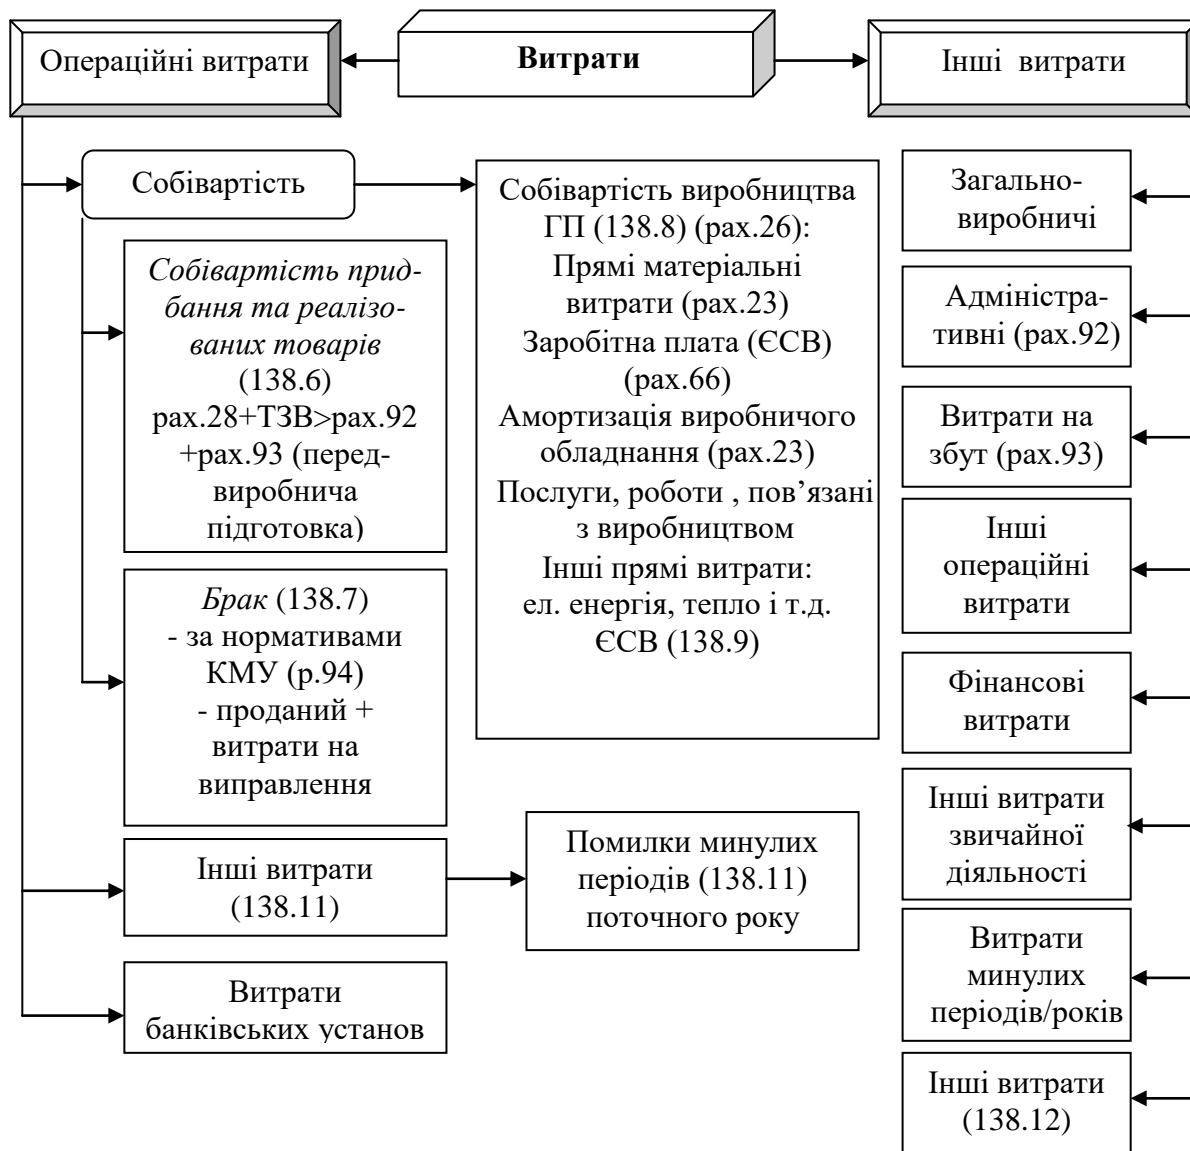 Операційні витрати
Витрати
Інші витрати
Собівартість
Собівартість прид-
бання та реалізо-
ваних товарів
(138.6)
рах.28+ТЗВ>рах.92
+рах.93 (перед-
виробнича
підготовка)
Брак (138.7)
- за нормативами
КМУ (р.94)
- проданий +
витрати на
виправлення
Інші витрати
(138.11)
Витрати
банківських установ
Собівартість виробництва
ГП (138.8) (рах.26):
Прямі матеріальні
витрати (рах.23)
Заробітна плата (ЄСВ)
(рах.66)
Амортизація виробничого
обладнання (рах.23)
Послуги, роботи , пов’язані
з виробництвом
Інші прямі витрати:
ел. енергія, тепло і т.д.
ЄСВ (138.9)
Помилки минулих
періодів (138.11)
поточного року
Загально-
виробничі
Адміністра-
тивні (рах.92)
Витрати на
збут (рах.93)
Інші
операційні
витрати
Фінансові
витрати
Інші витрати
звичайної
діяльності
Витрати
минулих
періодів/років
Інші витрати
(138.12)